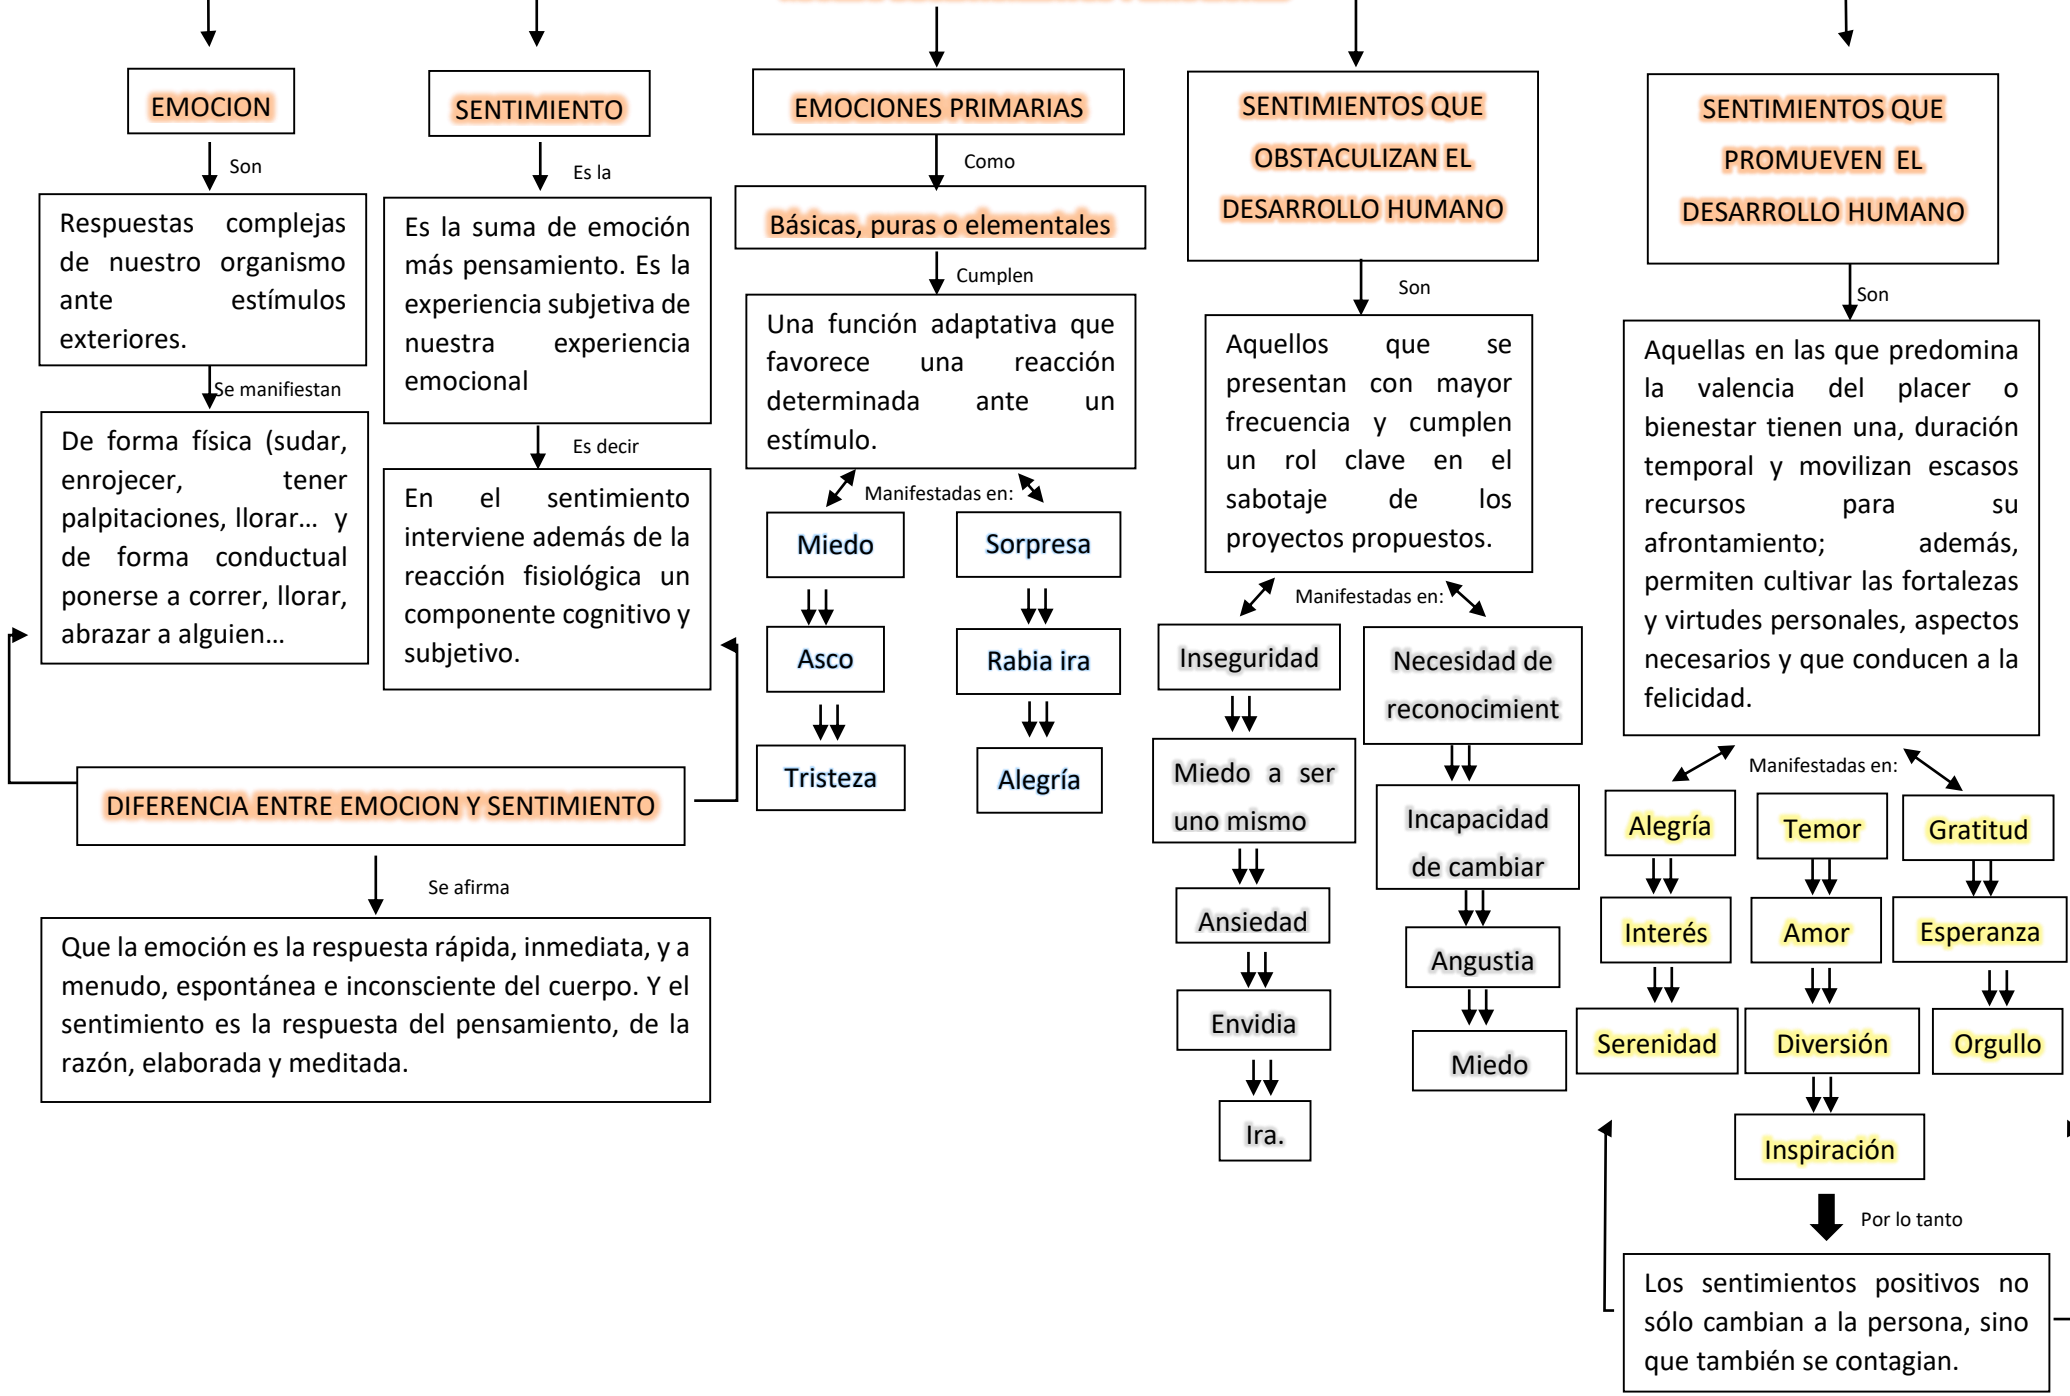 EMOCION
Son
Respuestas complejas
de nuestro organismo
ante estímulos
exteriores.
Se manifiestan
De forma física (sudar,
enrojecer, tener
palpitaciones, llorar... y
de forma conductual
ponerse a correr, llorar,
abrazar a alguien...
SENTIMIENTO
Es la
Es la suma de emoción
más pensamiento. Es la
experiencia subjetiva de
nuestra experiencia
emocional
Es decir
En el sentimiento
interviene además de la
reacción fisiológica un
componente cognitivo y
subjetivo.
DIFERENCIA ENTRE EMOCION Y SENTIMIENTO
Se afirma
Que la emoción es la respuesta rápida, inmediata, y a
menudo, espontánea e inconsciente del cuerpo. Y el
sentimiento es la respuesta del pensamiento, de la
razón, elaborada y meditada.
EMOCIONES PRIMARIAS
Como
Básicas, puras o elementales
Cumplen
Una función adaptativa que
favorece una reacción
determinada ante un
estímulo.
Manifestadas en:
Miedo
Asco
Tristeza
Sorpresa
Rabia ira
Alegría
SENTIMIENTOS QUE
OBSTACULIZAN EL
DESARROLLO HUMANO
Son
Aquellos que se
presentan con mayor
frecuencia y cumplen
un rol clave en el
sabotaje de los
proyectos propuestos.
Manifestadas en:
Inseguridad
Miedo a ser
uno mismo
Ansiedad
Envidia
Ira.
Necesidad de
reconocimient
Incapacidad
de cambiar
Angustia
Miedo
SENTIMIENTOS QUE
PROMUEVEN EL
DESARROLLO HUMANO
Son
Aquellas en las que predomina
la valencia del placer o
bienestar tienen una, duración
temporal y movilizan escasos
recursos para su
afrontamiento; además,
permiten cultivar las fortalezas
y virtudes personales, aspectos
necesarios y que conducen a la
felicidad.
Manifestadas en:
Alegría
Interés
Serenidad
Temor
Amor
Diversión
Inspiración
Gratitud
Esperanza
Orgullo
Por lo tanto
Los sentimientos positivos no
sólo cambian a la persona, sino
que también se contagian.